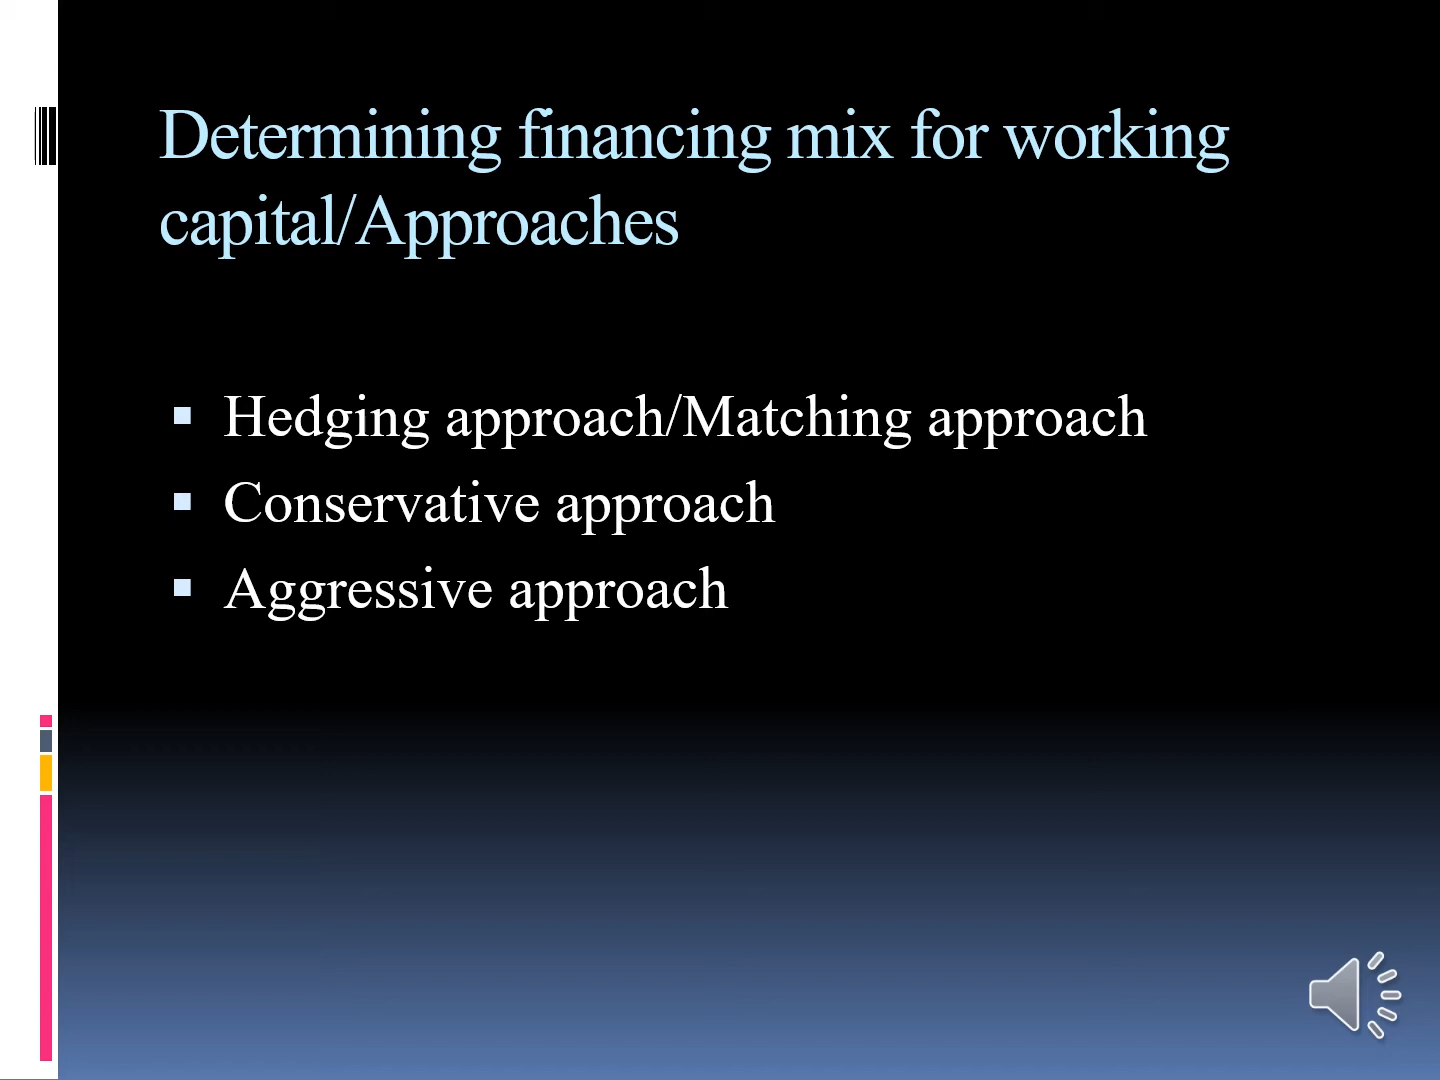 Determining financing mix for working
capital/Approaches
Hedging approach/Matching approach
Conservative approach
Aggressive approach